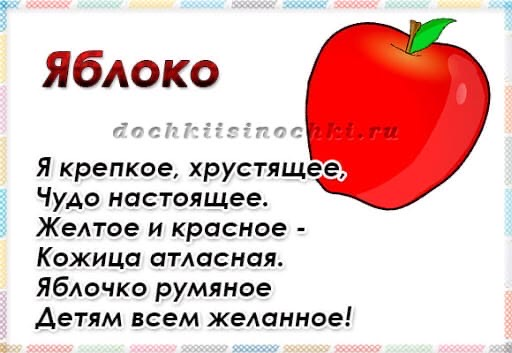 Яблоко
dochkiisinochki.ru
Я крепкое, хрустящее,
Чудо настоящее.
Желтое и красное -
Кожица атласная.
Яблочко румяное
Детям всем желанное!